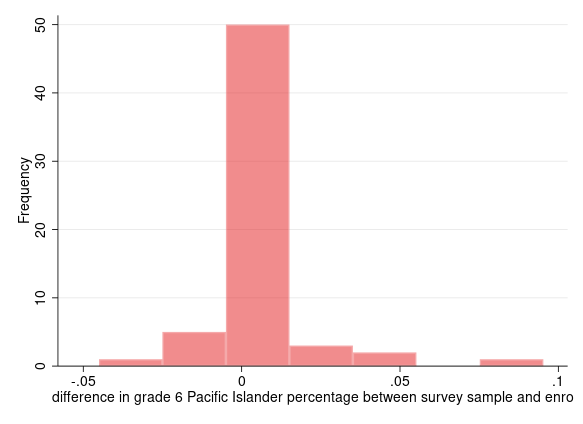 50
40
30
20
10
0
Frequency
-.05 0 .05 .1
difference in grade 6 Pacific Islander percentage between survey sample and enro